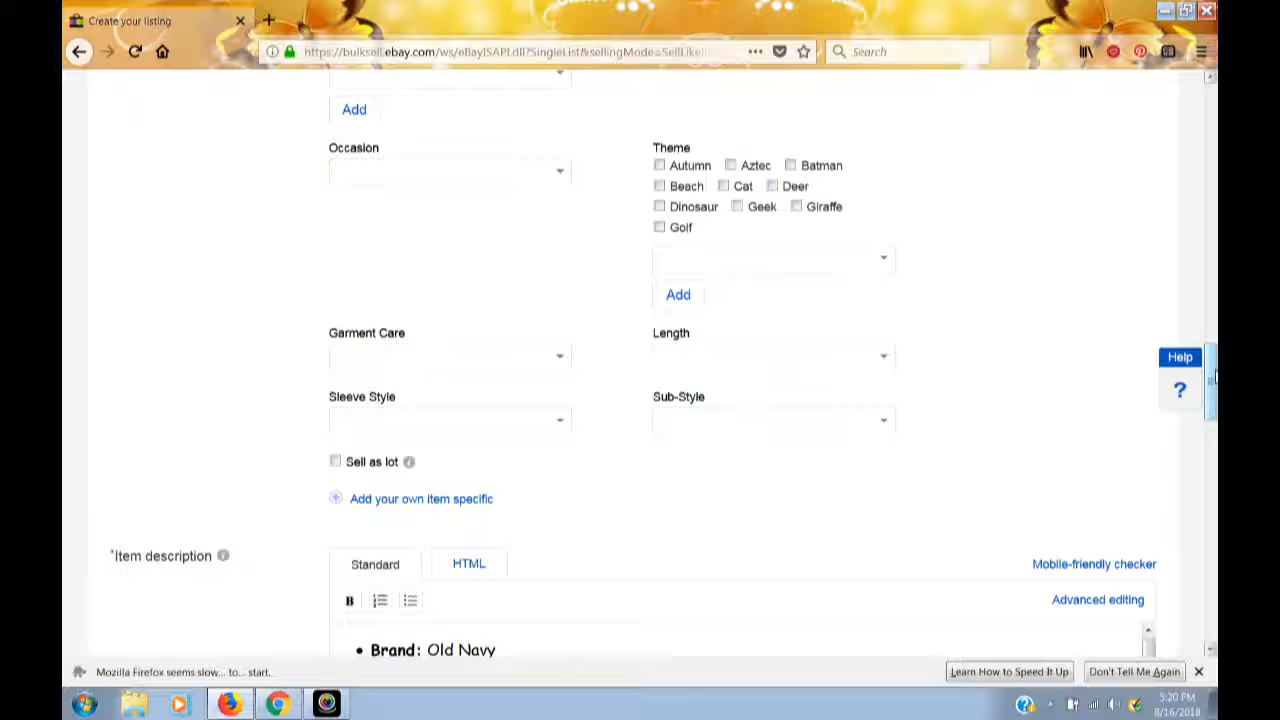 Create your listing
https://bulksell.ebay.com/ws/eBayISAPI.dll?SingleList&sellingMode=SellLike
Search
Add
Occasion
Theme
Autumn Aztec Batman
Beach Cat Deer
Dinosaur Geek Giraffe
Golf
Add
Garment Care
Length
Help
?
Sleeve Style
Sub-Style
Sell as lot
Add your own item specific
*Item description
Standard
HTML
Mobile-friendly checker
B
Advanced editing
• Brand: Old Navy
Mozilla Firefox seems slow... to... start.
Learn How to Speed It Up
Don't Tell Me Again
5:20 PM
8/16/2018